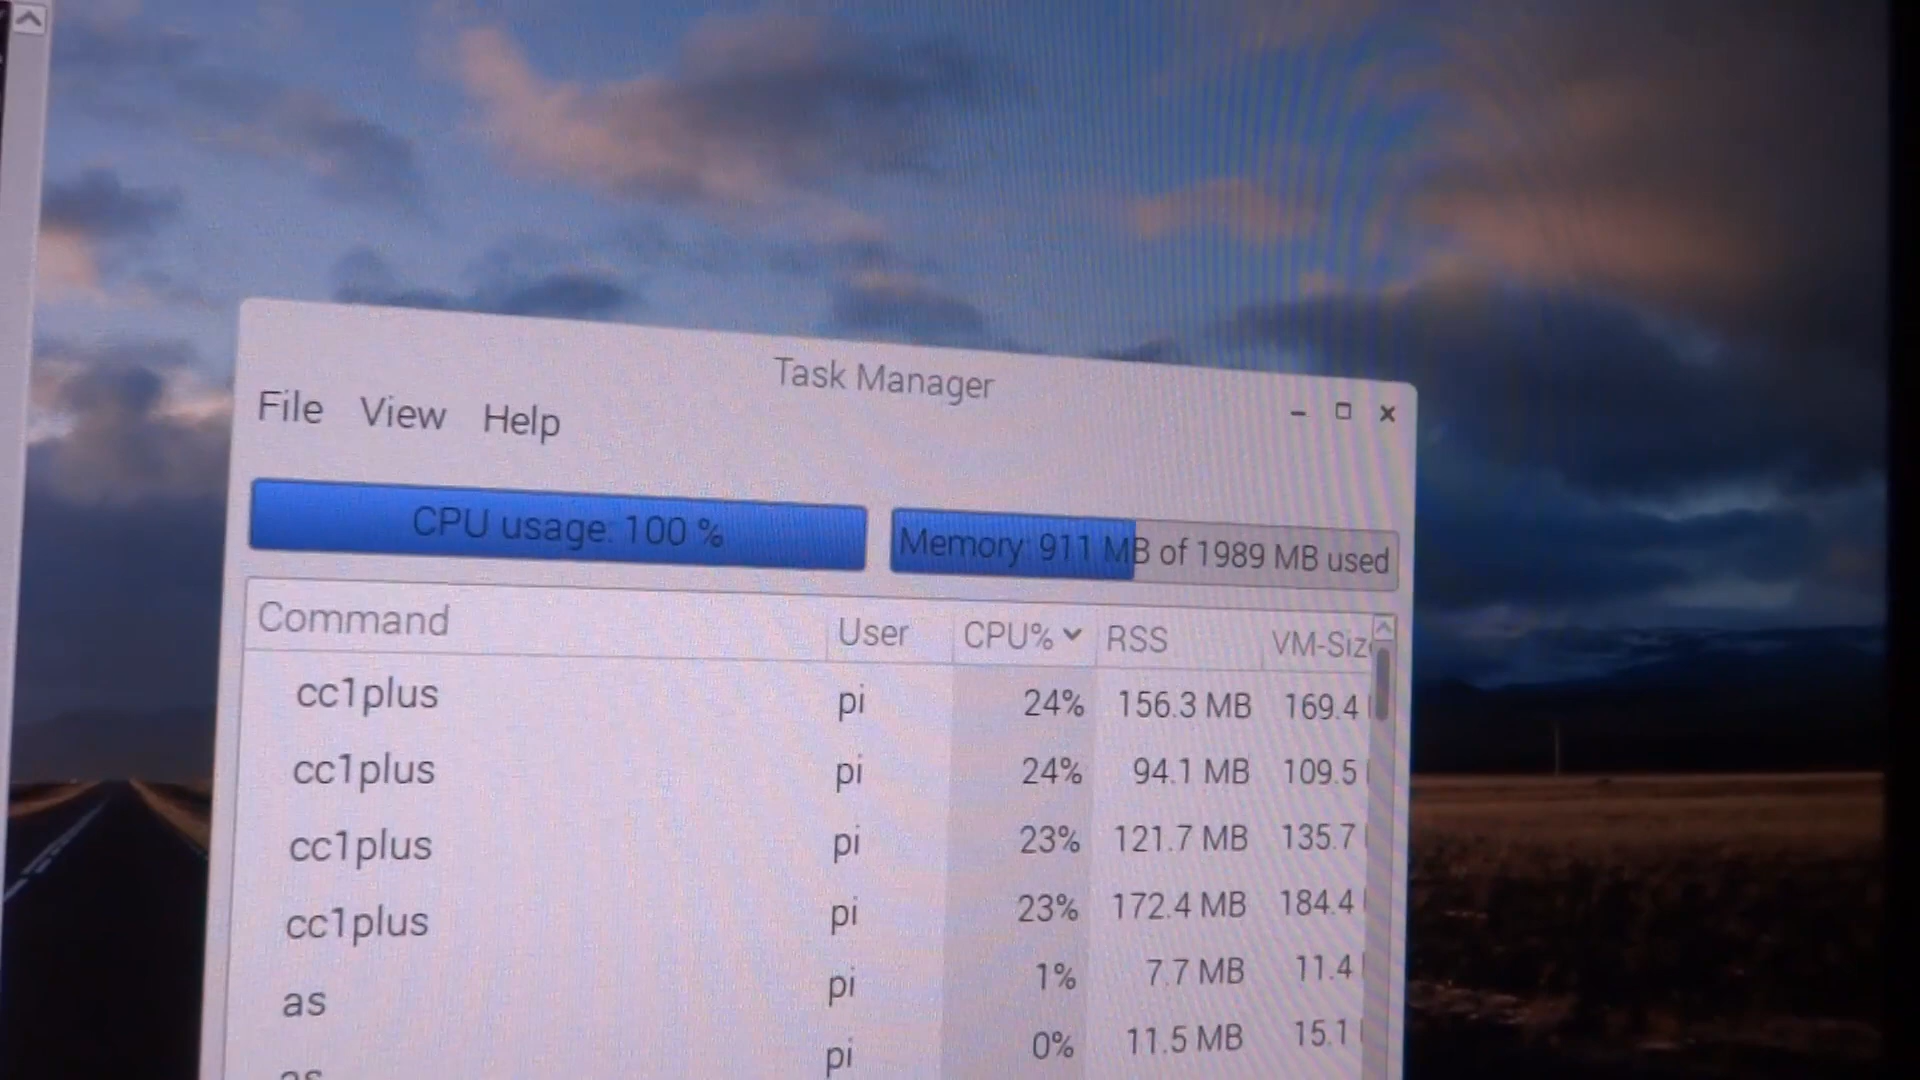 Task Manager
File View Help
CPU usage: 100 % Memory: 911 MB of 1989 MB used
Command User CPU% RSS VM-Size
cc1plus pi 24% 156.3 MB 169.4
cc1plus pi 24% 94.1 MB 109.5
cc1plus pi 23% 121.7 MB 135.7
cc1plus pi 23% 172.4 MB 184.4
as pi 1% 7.7 MB 11.4
as pi 0% 11.5 MB 15.1